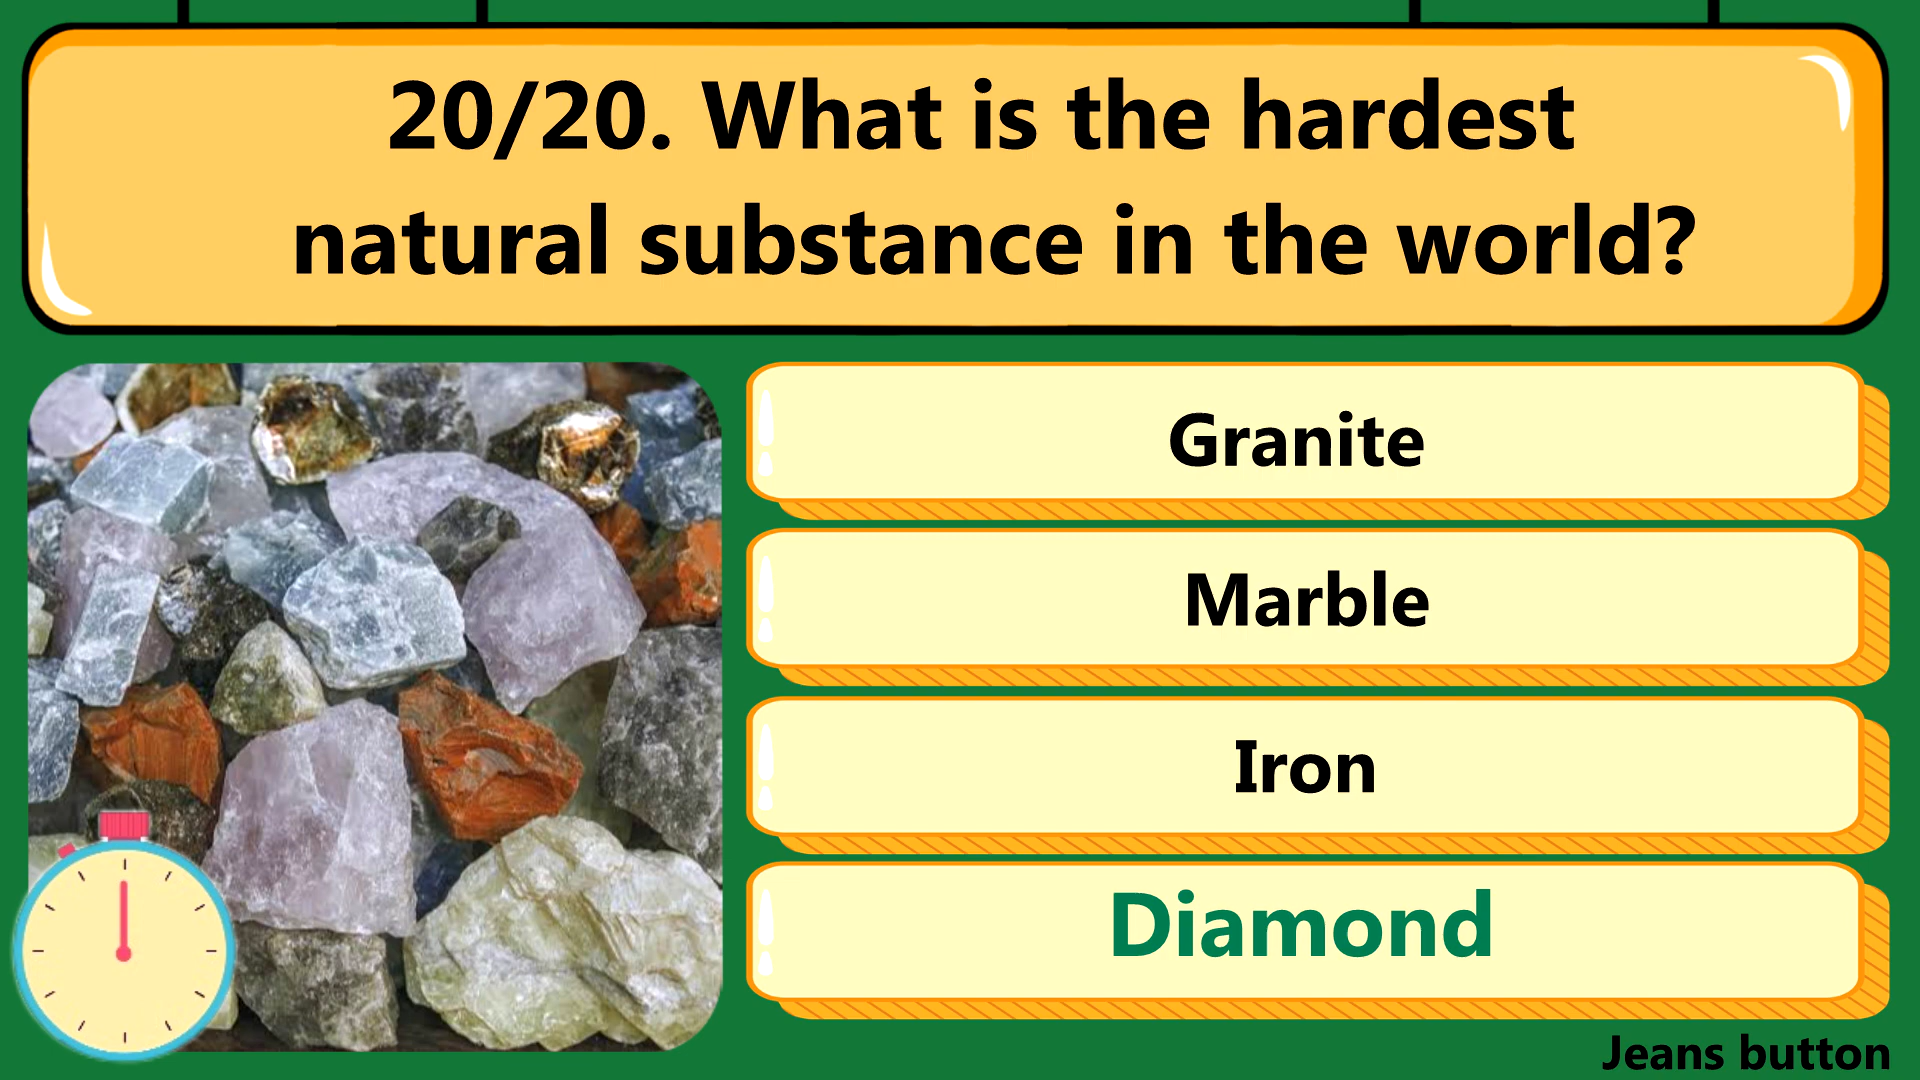 20/20. What is the hardest
natural substance in the world?
Granite
Marble
Iron
Diamond
Jeans button